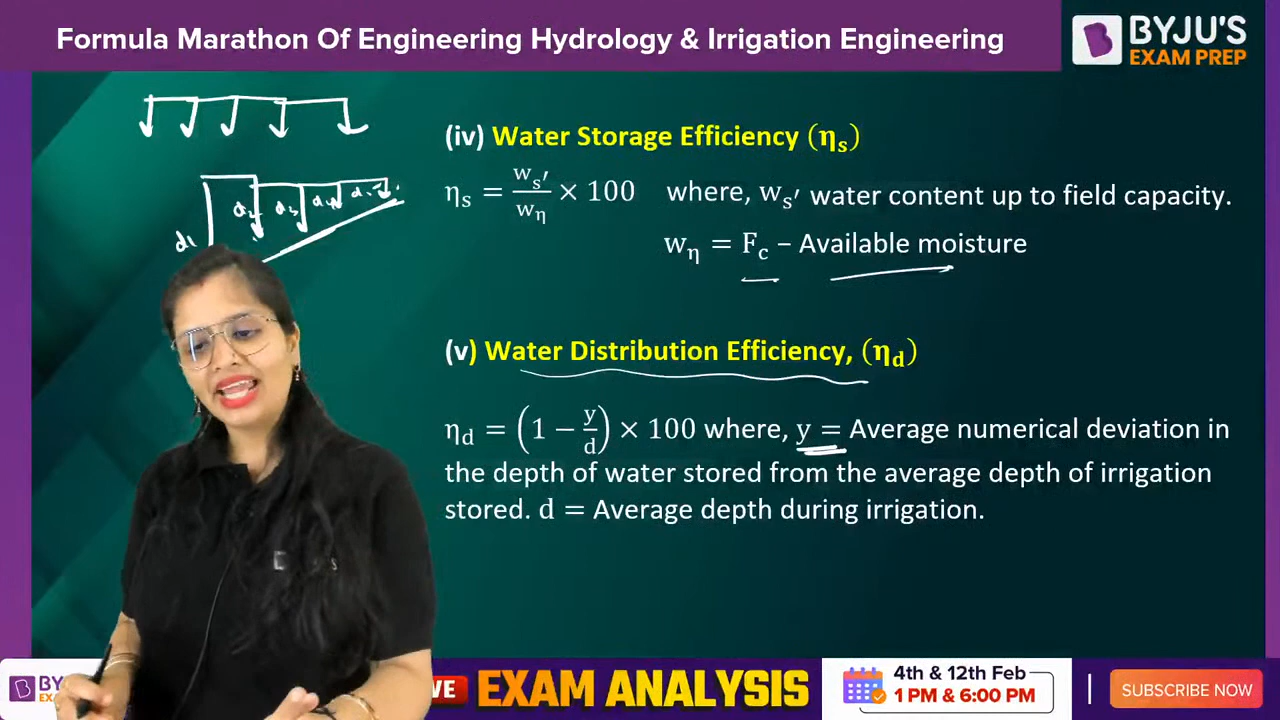 Formula Marathon Of Engineering Hydrology & Irrigation Engineering
BYJU'S
EXAM PREP
(iv) Water Storage Efficiency (ηs)
ηs = ws′/wη × 100 where, ws′ water content up to field capacity.
wη = Fc – Available moisture
d1
(v) Water Distribution Efficiency, (ηd)
ηd = (1 − y/d) × 100 where, y = Average numerical deviation in
the depth of water stored from the average depth of irrigation
stored. d = Average depth during irrigation.
EXAM ANALYSIS
4th & 12th Feb
1 PM & 6:00 PM
SUBSCRIBE NOW